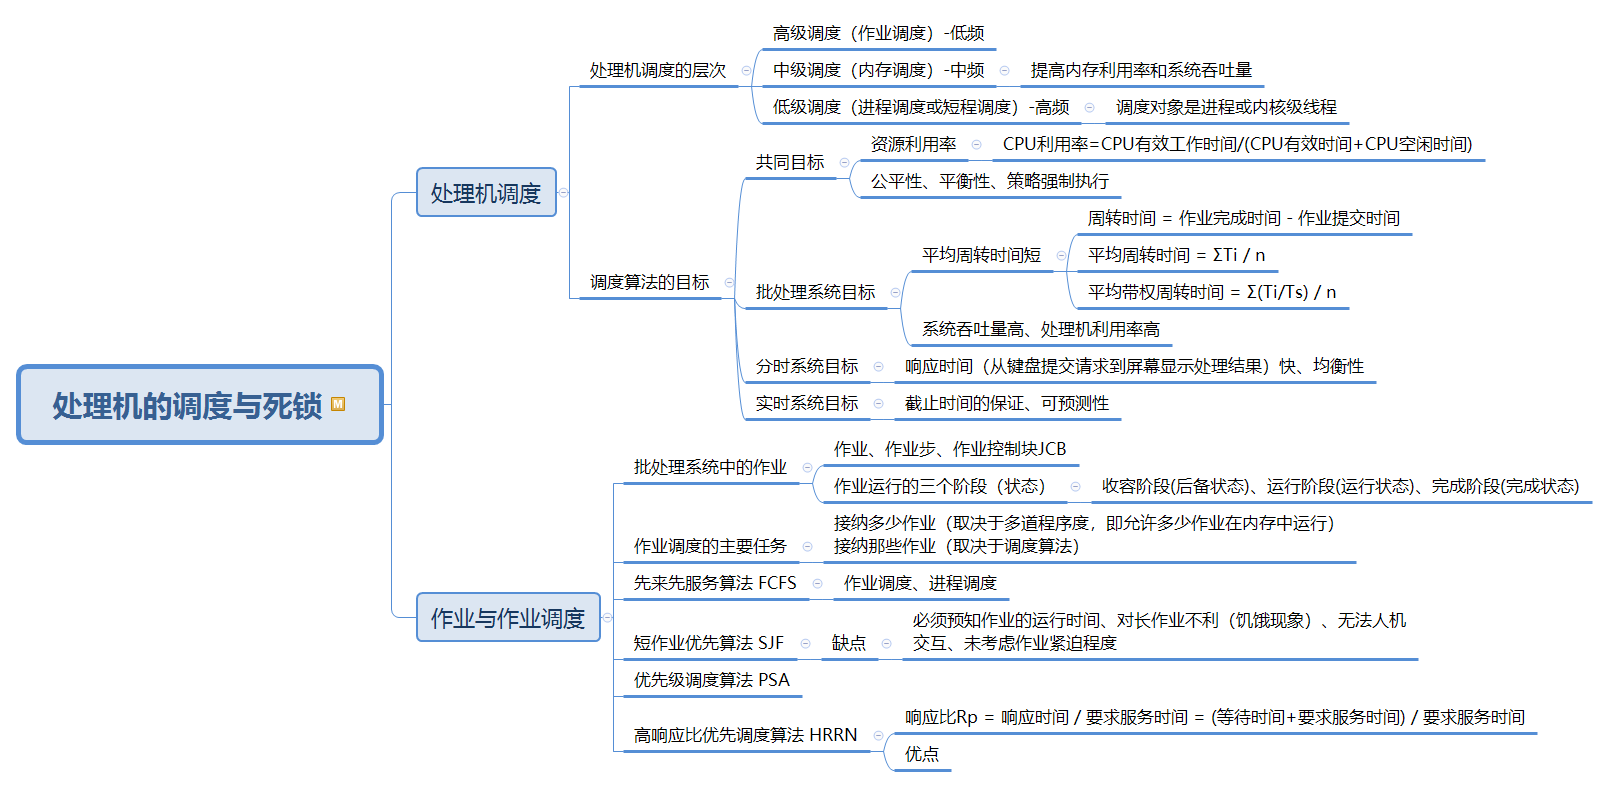 处理机的调度与死锁
M
处理机调度
处理机调度的层次
高级调度（作业调度）-低频
中级调度（内存调度）-中频
提高内存利用率和系统吞吐量
低级调度（进程调度或短程调度）-高频
调度对象是进程或内核级线程
调度算法的目标
共同目标
资源利用率
CPU利用率=CPU有效工作时间/(CPU有效时间+CPU空闲时间)
公平性、平衡性、策略强制执行
批处理系统目标
平均周转时间短
周转时间 = 作业完成时间 - 作业提交时间
平均周转时间 = ΣTi / n
平均带权周转时间 = Σ(Ti/Ts) / n
系统吞吐量高、处理机利用率高
分时系统目标
响应时间（从键盘提交请求到屏幕显示处理结果）快、均衡性
实时系统目标
截止时间的保证、可预测性
作业与作业调度
批处理系统中的作业
作业、作业步、作业控制块JCB
作业运行的三个阶段（状态）
收容阶段(后备状态)、运行阶段(运行状态)、完成阶段(完成状态)
作业调度的主要任务
接纳多少作业（取决于多道程序度，即允许多少作业在内存中运行）
接纳那些作业（取决于调度算法）
先来先服务算法 FCFS
作业调度、进程调度
短作业优先算法 SJF
缺点
必须预知作业的运行时间、对长作业不利（饥饿现象）、无法人机
交互、未考虑作业紧迫程度
优先级调度算法 PSA
高响应比优先调度算法 HRRN
响应比Rp = 响应时间 / 要求服务时间 = (等待时间+要求服务时间) / 要求服务时间
优点